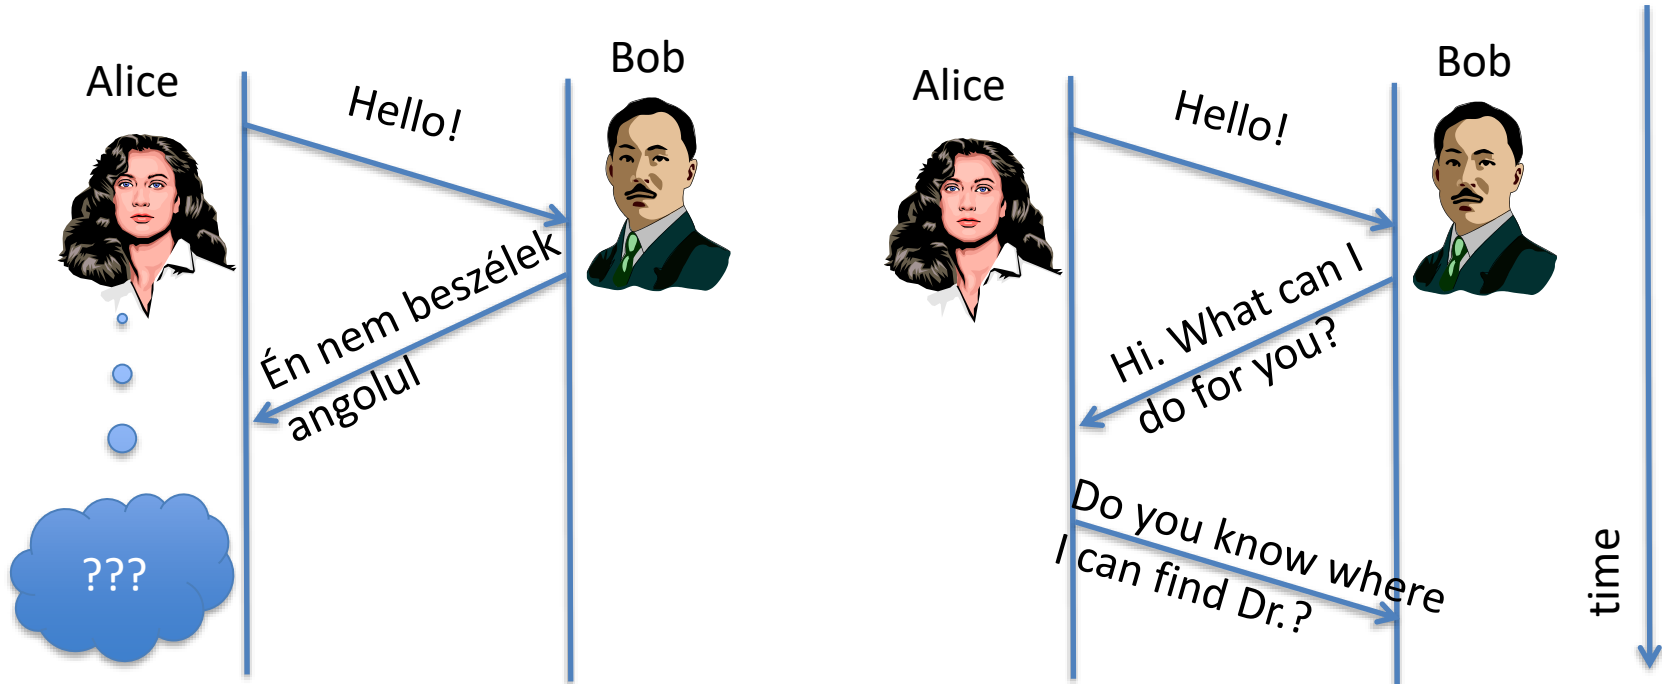 Alice
Bob
Hello!
Én nem beszélek
angolul
???
Alice
Bob
Hello!
Hi. What can I
do for you?
Do you know where
I can find Dr.?
time